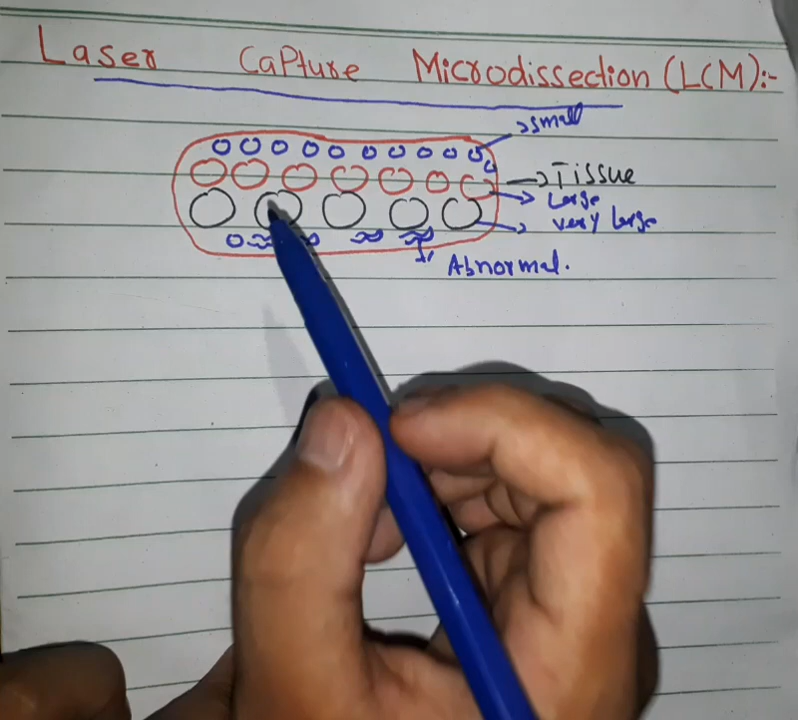 Laser Capture Microdissection (LCM):-
small
Tissue
Large
very large
Abnormal.